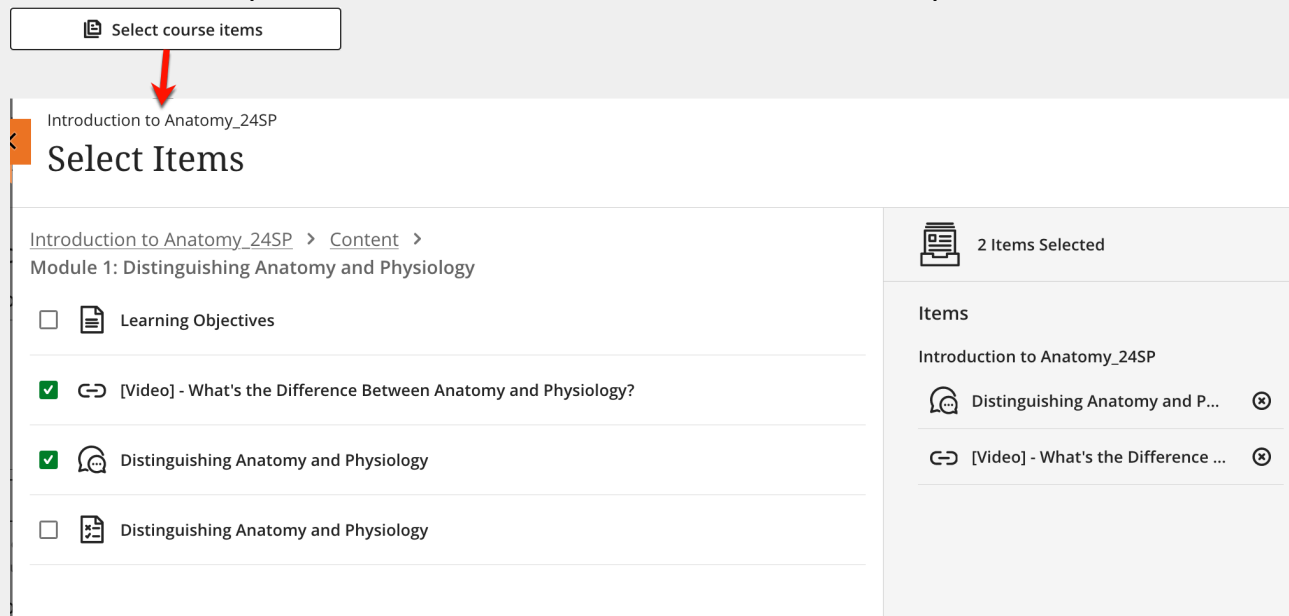 Select course items
Introduction to Anatomy_24SP
Select Items
Introduction to Anatomy_24SP > Content >
Module 1: Distinguishing Anatomy and Physiology
Learning Objectives
[Video] - What's the Difference Between Anatomy and Physiology?
Distinguishing Anatomy and Physiology
Distinguishing Anatomy and Physiology
2 Items Selected
Items
Introduction to Anatomy_24SP
Distinguishing Anatomy and P...
[Video] - What's the Difference ...